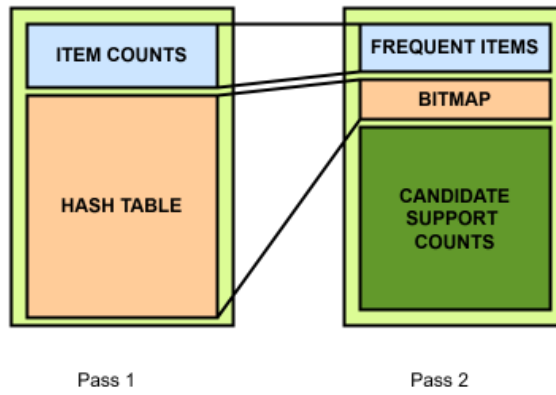 ITEM COUNTS
HASH TABLE
FREQUENT ITEMS
BITMAP
CANDIDATE
SUPPORT
COUNTS
Pass 1
Pass 2